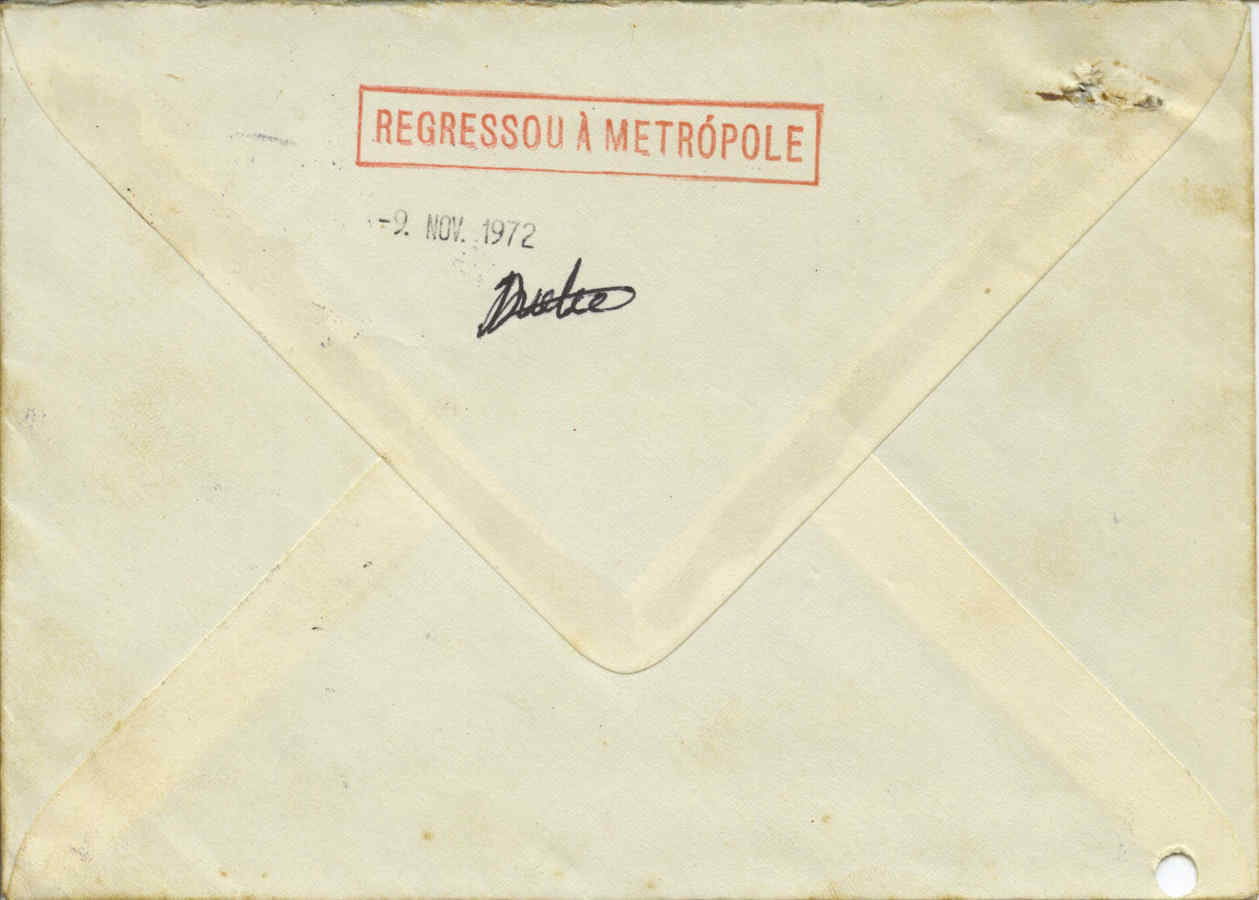 REGRESSOU À METRÓPOLE
-9. NOV. 1972